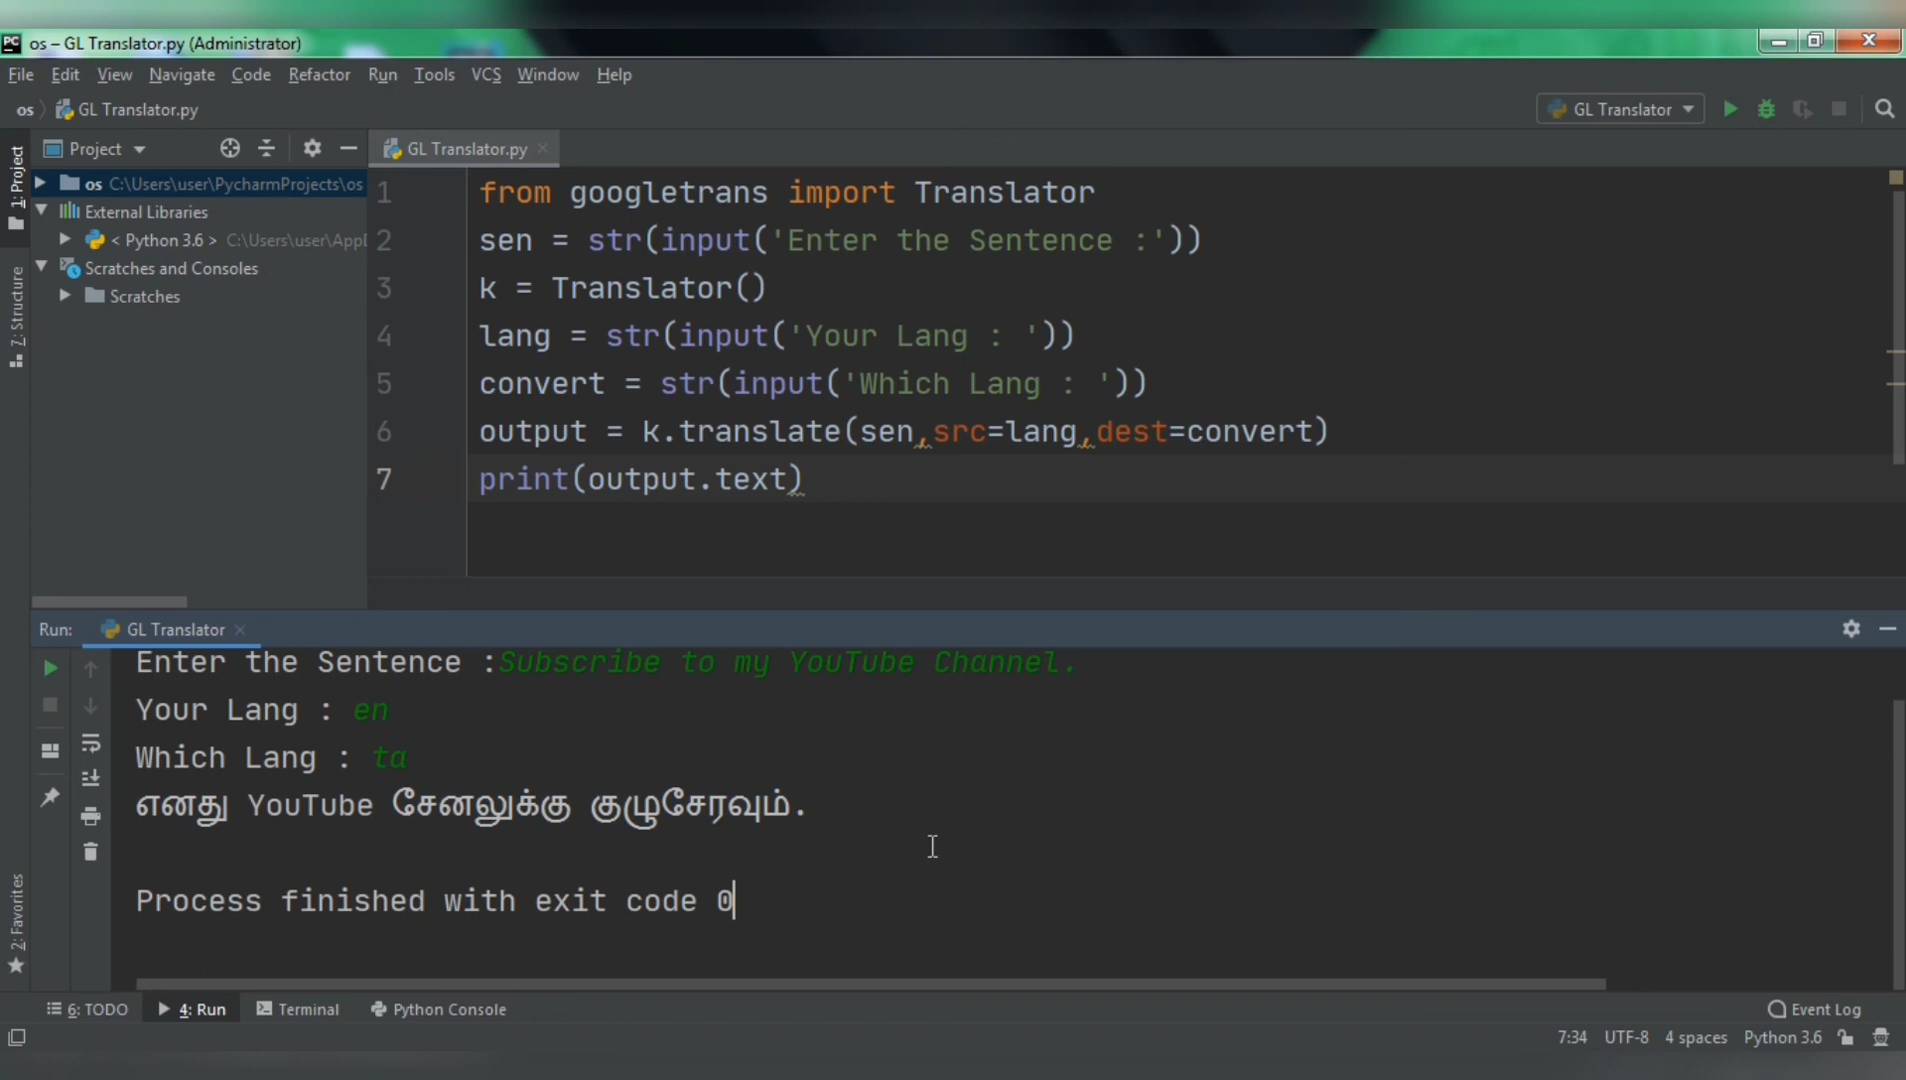 PC os – GL Translator.py (Administrator)
File Edit View Navigate Code Refactor Run Tools VCS Window Help
os GL Translator.py GL Translator
1: Project
7: Structure
2: Favorites
Project
os C:\Users\user\PycharmProjects\os
External Libraries
< Python 3.6 > C:\Users\user\AppD
Scratches and Consoles
Scratches
GL Translator.py
1 from googletrans import Translator
2 sen = str(input('Enter the Sentence :'))
3 k = Translator()
4 lang = str(input('Your Lang : '))
5 convert = str(input('Which Lang : '))
6 output = k.translate(sen,src=lang,dest=convert)
7 print(output.text)
Run: GL Translator
Enter the Sentence :Subscribe to my YouTube Channel.
Your Lang : en
Which Lang : ta
எனது YouTube சேனலுக்கு குழுசேரவும்.
Process finished with exit code 0
6: TODO 4: Run Terminal Python Console Event Log
7:34 UTF-8 4 spaces Python 3.6